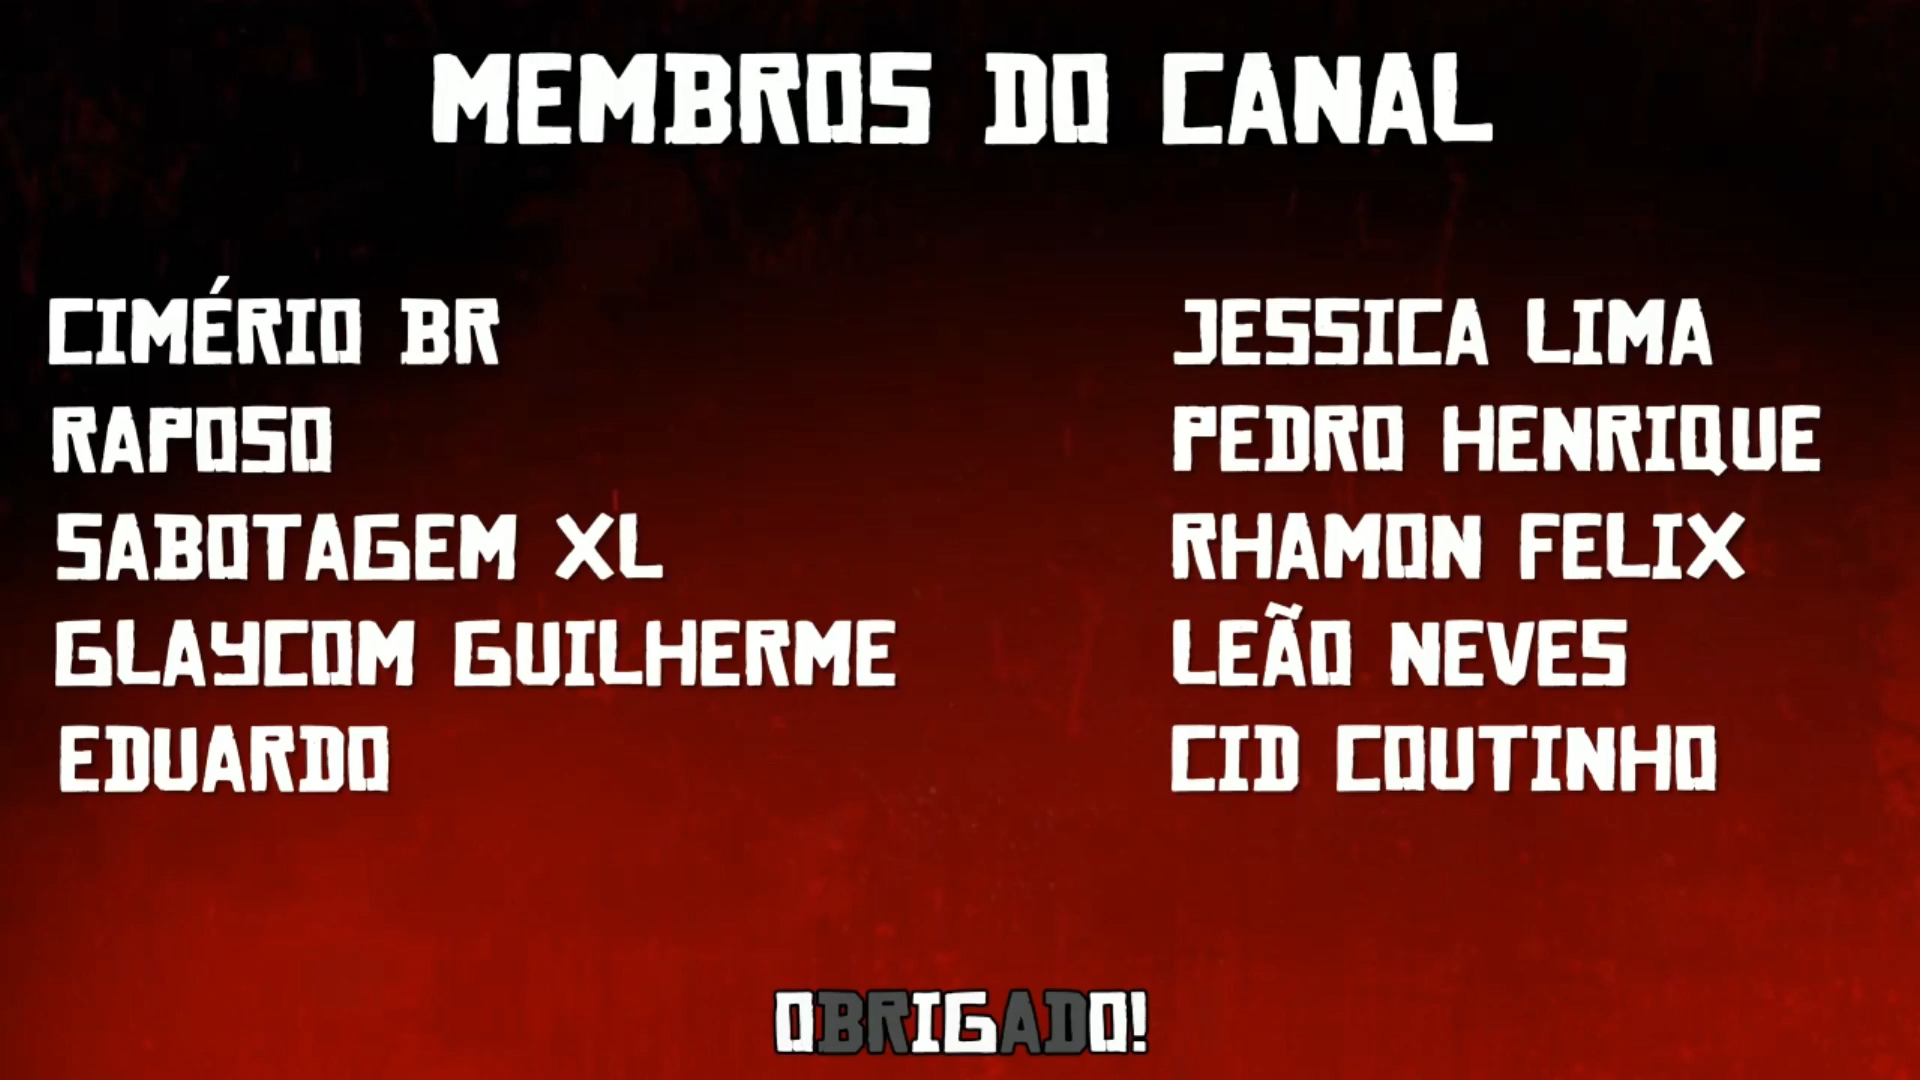 MEMBROS DO CANAL
CIMÉRIO BR
RAPOSO
SABOTAGEM XL
GLAYCOM GUILHERME
EDUARDO
JESSICA LIMA
PEDRO HENRIQUE
RHAMON FELIX
LEÃO NEVES
CID COUTINHO
OBRIGADO!